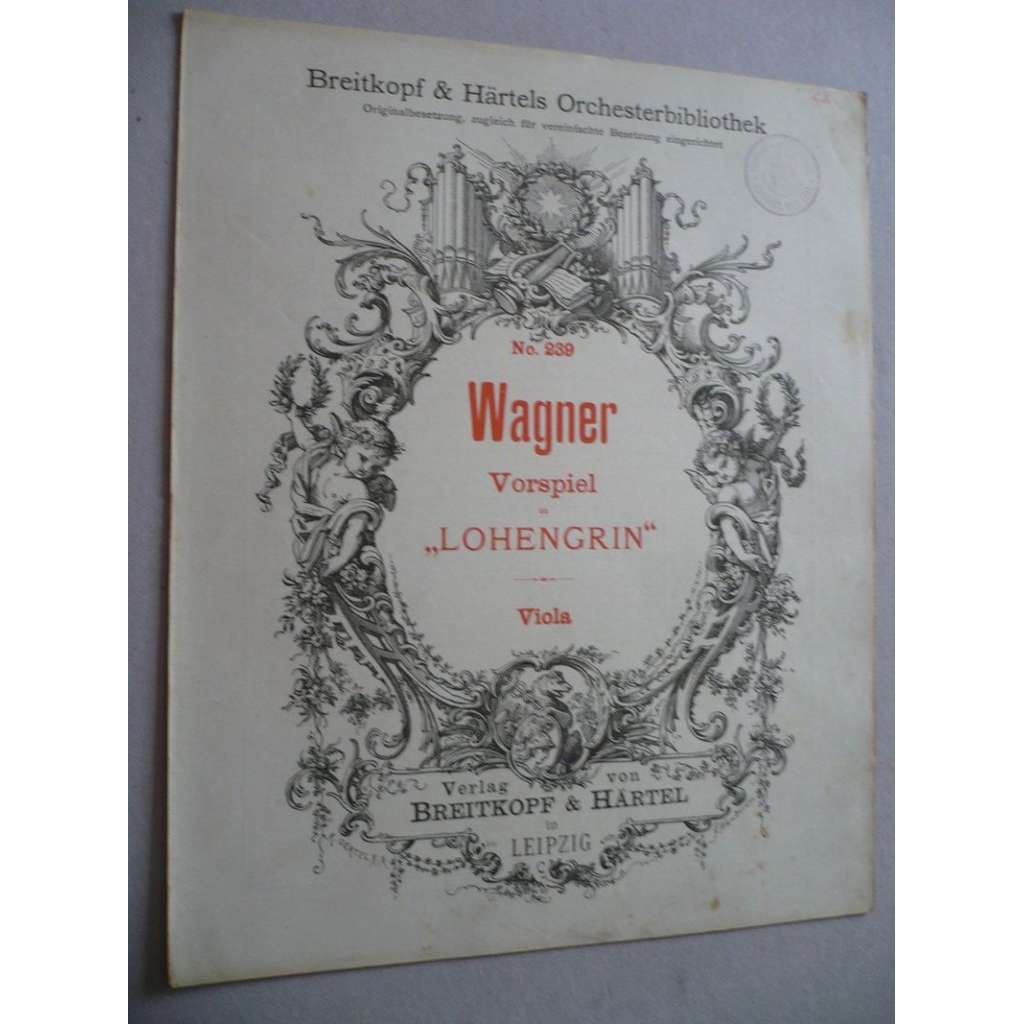 Breitkopf & Härtels Orchesterbibliothek
Originalbesetzung, zugleich für vereinfachte Besetzung eingerichtet
No. 239
Wagner
Vorspiel
zu
„LOHENGRIN“
Viola
Verlag von
BREITKOPF & HÄRTEL
in
LEIPZIG